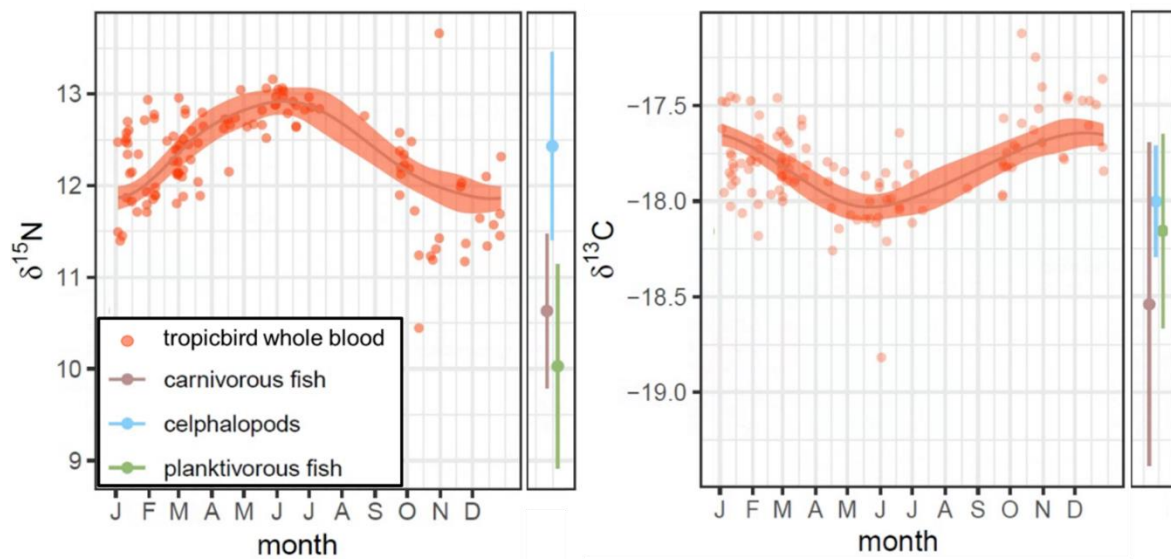 13
12
11
10
9
δ15N
tropicbird whole blood
carnivorous fish
celphalopods
planktivorous fish
J F M A M J J A S O N D
month
−17.5
−18.0
−18.5
−19.0
δ13C
J F M A M J J A S O N D
month